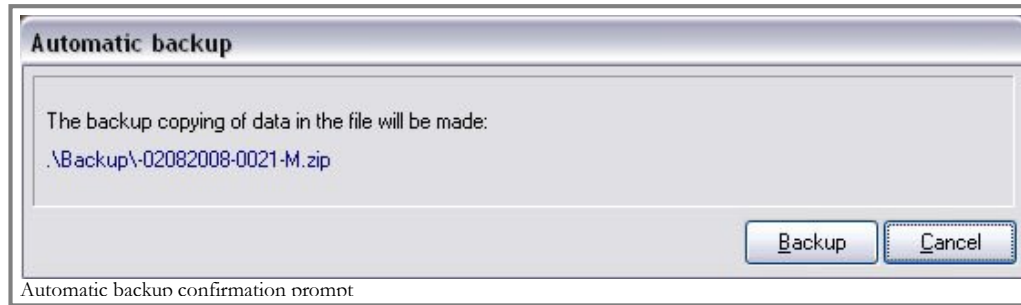 Automatic backup
The backup copying of data in the file will be made:
.\Backup\-02082008-0021-M.zip
Backup Cancel
Automatic backup confirmation prompt